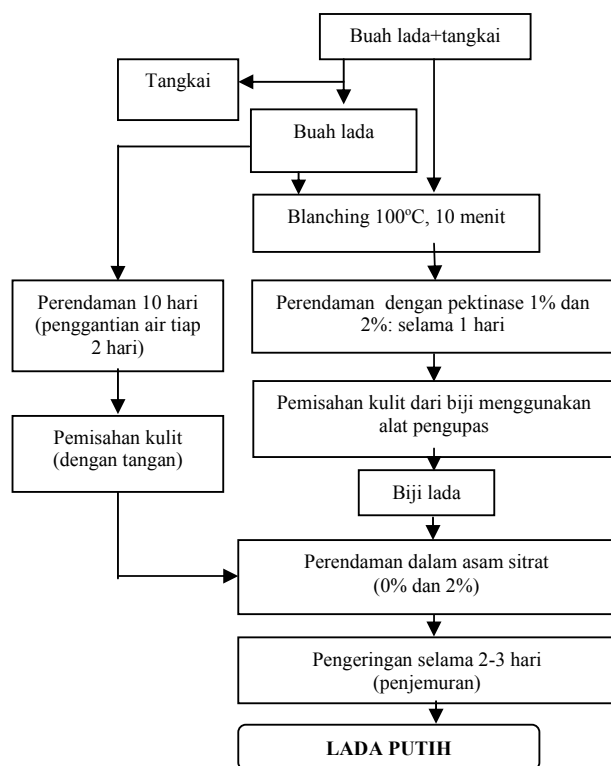 Buah lada+tangkai
Tangkai
Buah lada
Blanching 100ºC, 10 menit
Perendaman 10 hari
(penggantian air tiap
2 hari)
Perendaman dengan pektinase 1% dan
2%: selama 1 hari
Pemisahan kulit
(dengan tangan)
Pemisahan kulit dari biji menggunakan
alat pengupas
Biji lada
Perendaman dalam asam sitrat
(0% dan 2%)
Pengeringan selama 2-3 hari
(penjemuran)
LADA PUTIH